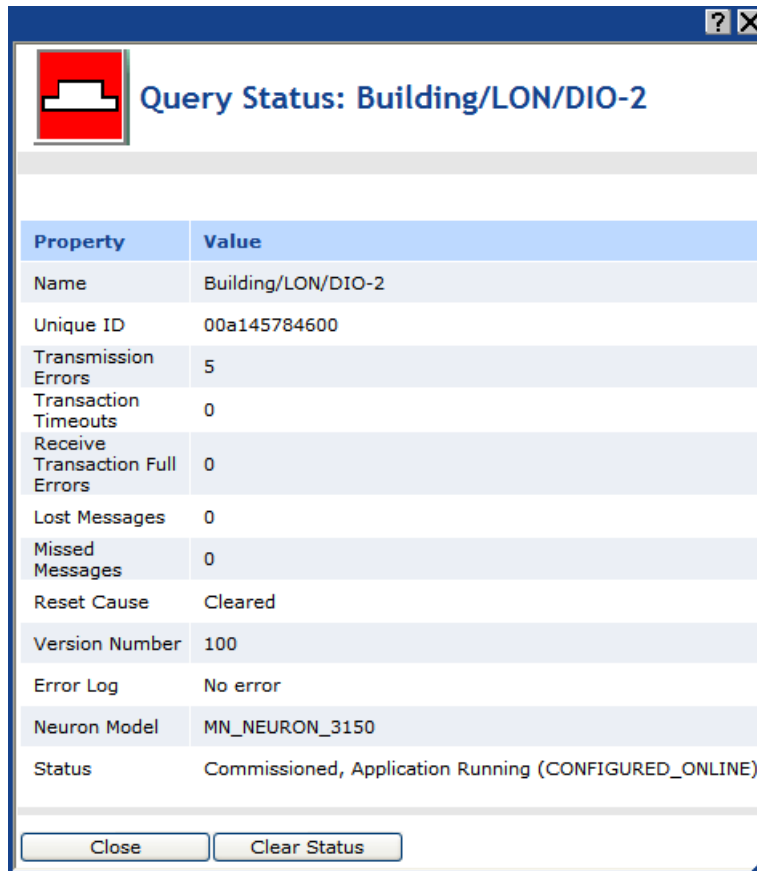 ?
Query Status: Building/LON/DIO-2
Property Value
Name Building/LON/DIO-2
Unique ID 00a145784600
Transmission
Errors 5
Transaction
Timeouts 0
Receive
Transaction Full 0
Errors
Lost Messages 0
Missed
Messages 0
Reset Cause Cleared
Version Number 100
Error Log No error
Neuron Model MN_NEURON_3150
Status Commissioned, Application Running (CONFIGURED_ONLINE)
Close Clear Status